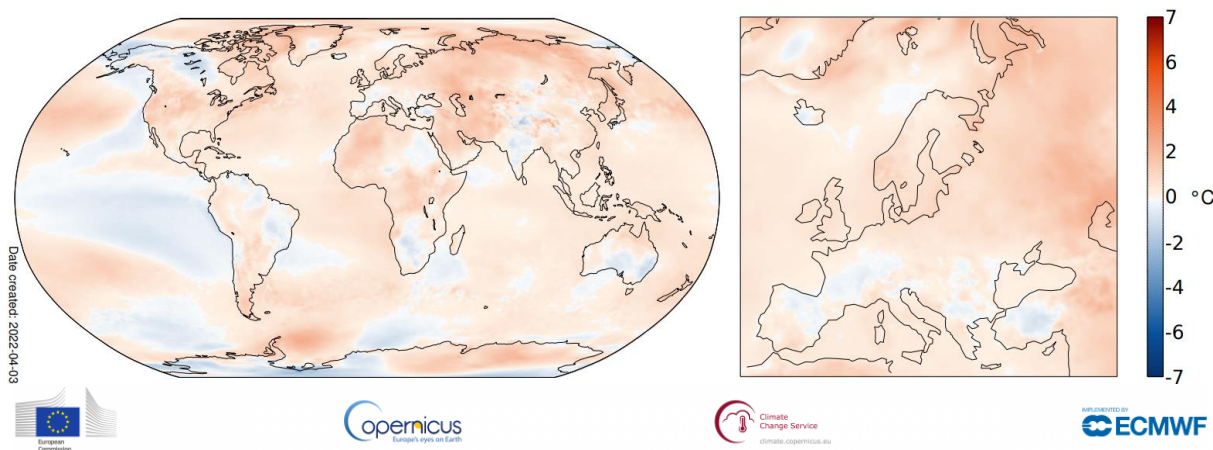 7
6
4
2
0
°C
-2
-4
-6
-7
Date created: 2022-04-03
European
Commission
opernicus
Europe's eyes on Earth
Climate
Change Service
climate.copernicus.eu
IMPLEMENTED BY
ECMWF